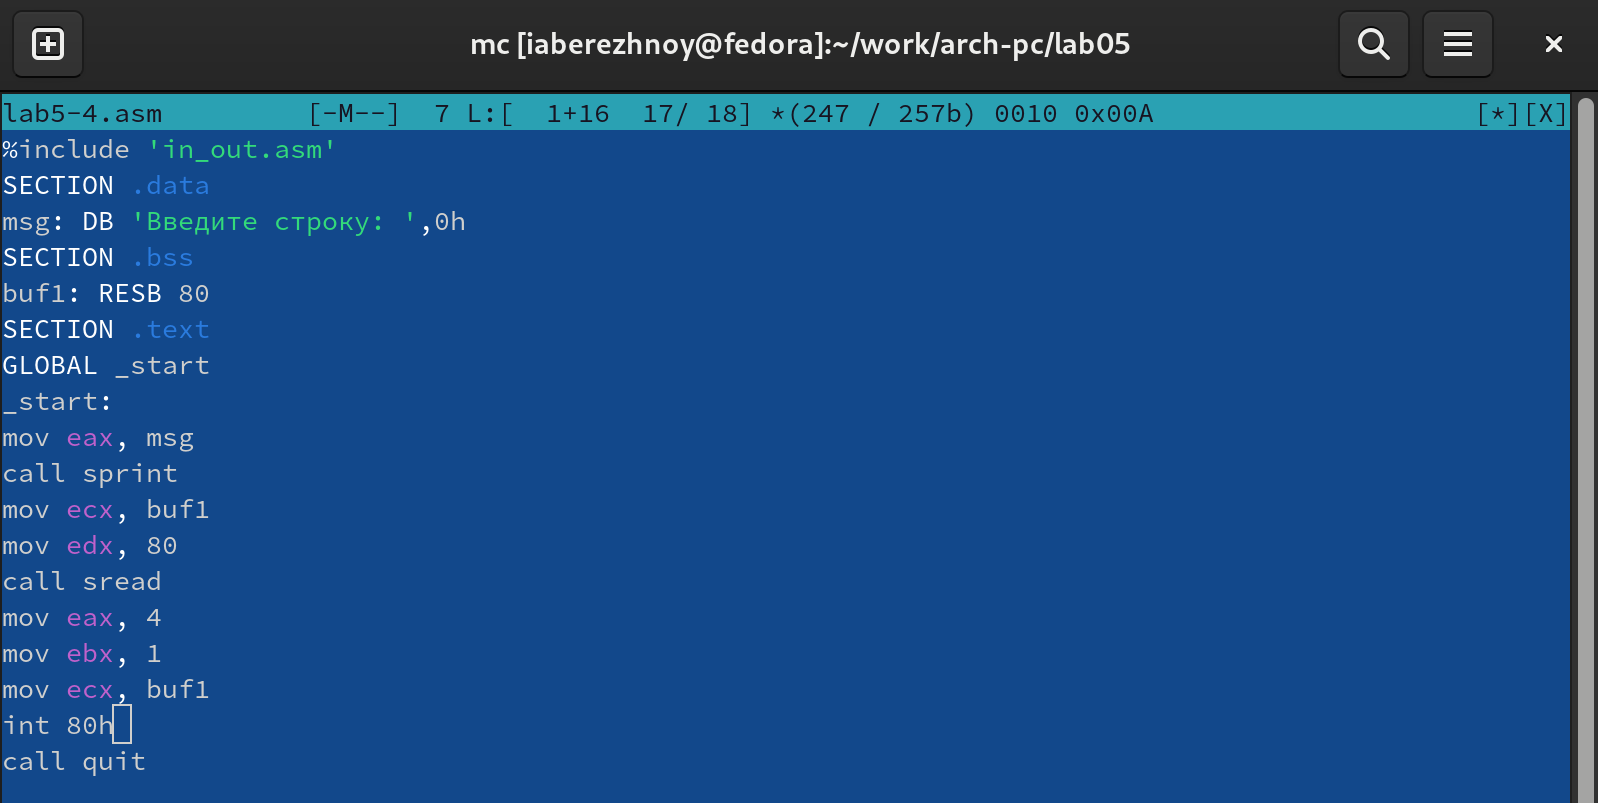 mc [iaberezhnoy@fedora]:~/work/arch-pc/lab05
lab5-4.asm [-M--] 7 L:[ 1+16 17/ 18] *(247 / 257b) 0010 0x00A [*][X]
%include 'in_out.asm'
SECTION .data
msg: DB 'Введите строку: ',0h
SECTION .bss
buf1: RESB 80
SECTION .text
GLOBAL _start
_start:
mov eax, msg
call sprint
mov ecx, buf1
mov edx, 80
call sread
mov eax, 4
mov ebx, 1
mov ecx, buf1
int 80h
call quit